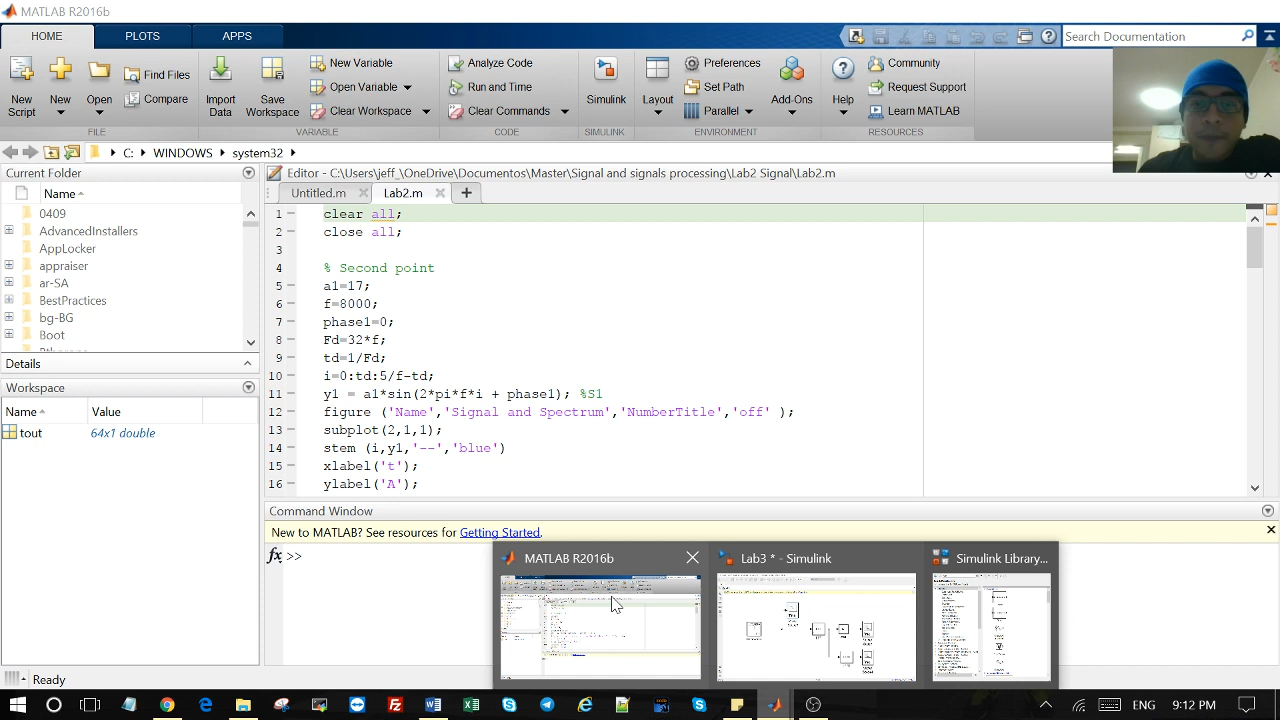 MATLAB R2016b
HOME PLOTS APPS Search Documentation
New Script New Open Find Files Compare
Import Data Save Workspace New Variable Open Variable Clear Workspace
Analyze Code Run and Time Clear Commands
Simulink Layout Preferences Set Path Parallel Add-Ons
Help Community Request Support Learn MATLAB
FILE VARIABLE CODE SIMULINK ENVIRONMENT RESOURCES
C: WINDOWS system32
Current Folder
Name
0409
AdvancedInstallers
AppLocker
appraiser
ar-SA
BestPractices
bg-BG
Boot
Details
Workspace
Name Value
tout 64x1 double
Editor - C:\Users\jeff_\OneDrive\Documentos\Master\Signal and signals processing\Lab2 Signal\Lab2.m
Untitled.m Lab2.m
1 clear all;
2 close all;
3
4 % Second point
5 a1=17;
6 f=8000;
7 phase1=0;
8 Fd=32*f;
9 td=1/Fd;
10 i=0:td:5/f-td;
11 y1 = a1*sin(2*pi*f*i + phase1); %S1
12 figure ('Name','Signal and Spectrum','NumberTitle','off' );
13 subplot(2,1,1);
14 stem (i,y1,'--','blue')
15 xlabel('t');
16 ylabel('A');
Command Window
New to MATLAB? See resources for Getting Started.
fx >>
MATLAB R2016b Lab3 * - Simulink Simulink Library...
Ready
ENG 9:12 PM